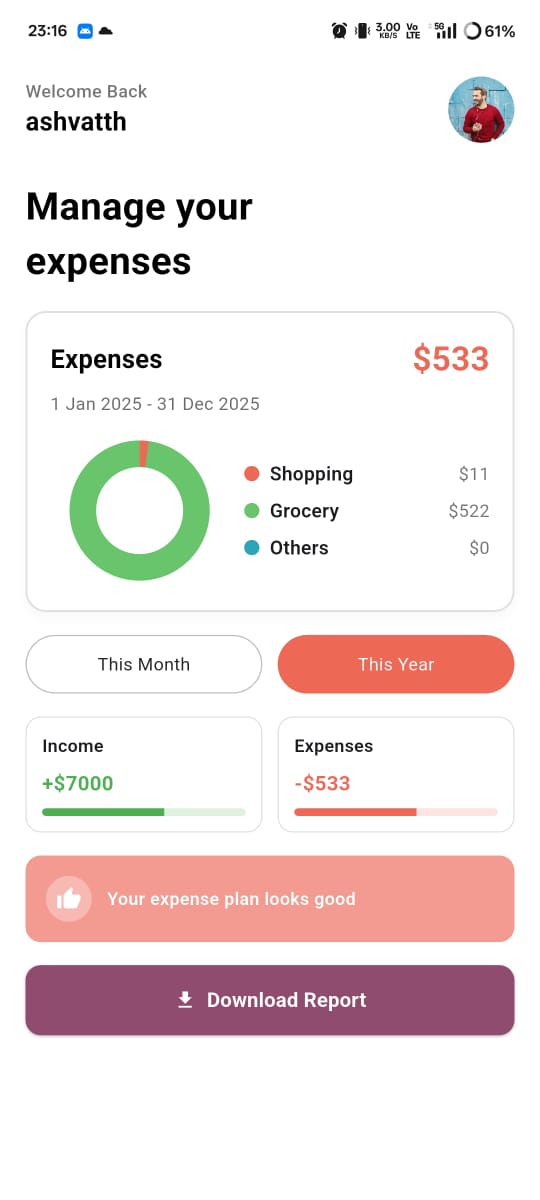 23:16 3.00 KB/S Vo LTE 5G 61%
Welcome Back
ashvatth
Manage your
expenses
Expenses $533
1 Jan 2025 - 31 Dec 2025
Shopping $11
Grocery $522
Others $0
This Month This Year
Income Expenses
+$7000 -$533
Your expense plan looks good
Download Report